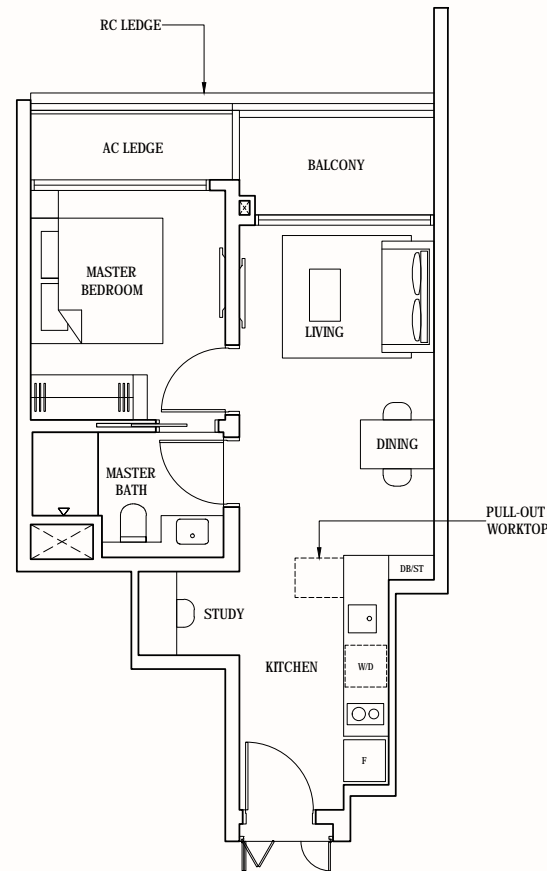 RC LEDGE
AC LEDGE
BALCONY
MASTER
BEDROOM
LIVING
DINING
MASTER
BATH
PULL-OUT
WORKTOP
DB/ST
STUDY
KITCHEN
W/D
F